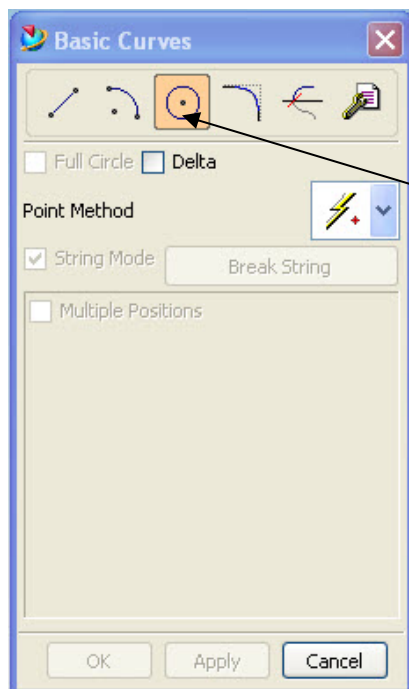 Basic Curves
Full Circle Delta
Point Method
String Mode Break String
Multiple Positions
OK Apply Cancel